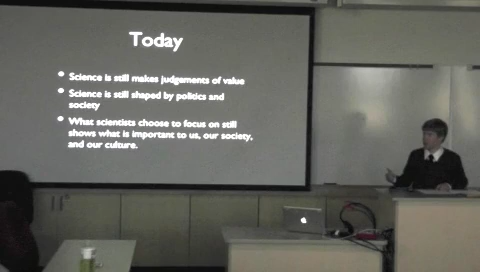 Today
Science is still makes judgements of value
Science is still shaped by politics and
society
What scientists choose to focus on still
shows what is important to us, our society,
and our culture.